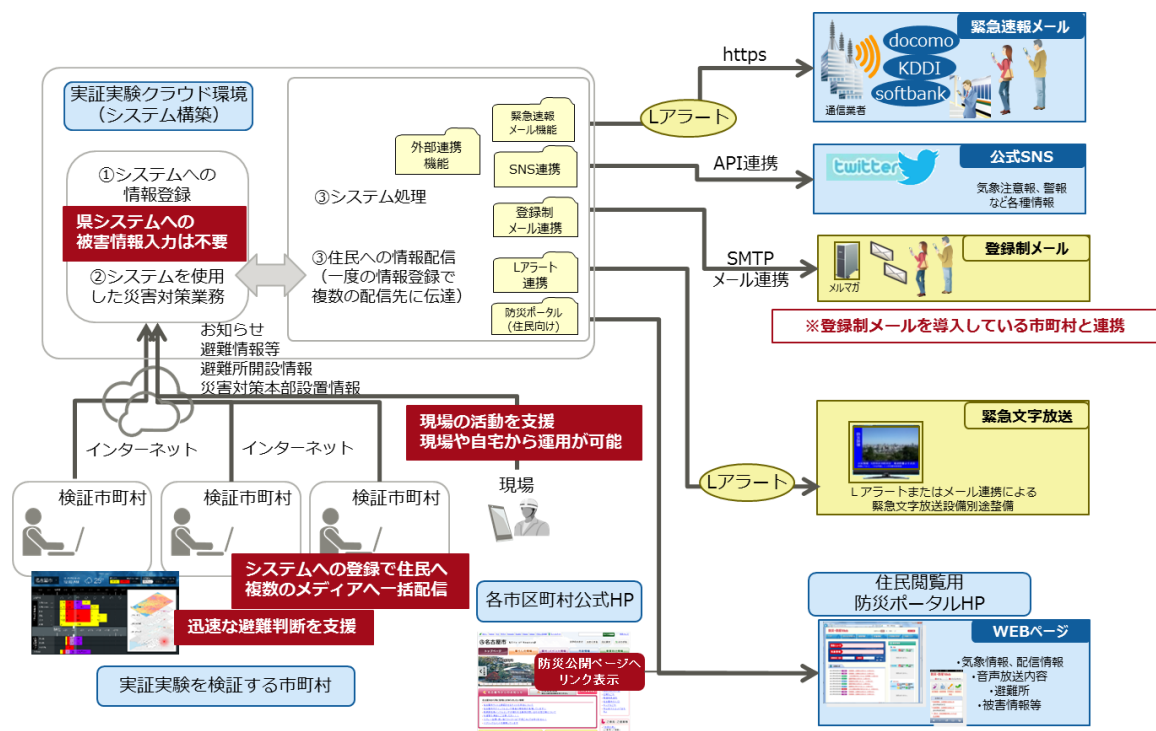 実証実験クラウド環境
（システム構築）
①システムへの
情報登録
県システムへの
被害情報入力は不要
②システムを使用
した災害対策業務
③システム処理
③住民への情報配信
（一度の情報登録で
複数の配信先に伝達）
外部連携
機能
緊急速報
メール機能
SNS連携
登録制
メール連携
Lアラート
連携
防災ポータル
（住民向け）
https
Lアラート
緊急速報メール
docomo
KDDI
softbank
通信業者
API連携
twitter
公式SNS
気象注意報、警報
など各種情報
SMTP
メール連携
登録制メール
メルマガ
※登録制メールを導入している市町村と連携
お知らせ
避難情報等
避難所開設情報
災害対策本部設置情報
インターネット
インターネット
現場の活動を支援
現場や自宅から運用が可能
現場
検証市町村
検証市町村
検証市町村
システムへの登録で住民へ
複数のメディアへ一括配信
迅速な避難判断を支援
実証実験を検証する市町村
Lアラート
緊急文字放送
Ｌアラートまたはメール連携による
緊急文字放送設備別途整備
各市区町村公式HP
名古屋市
防災公開ページへ
リンク表示
住民閲覧用
防災ポータルHP
WEBページ
・気象情報、配信情報
・音声放送内容
・避難所
・被害情報等